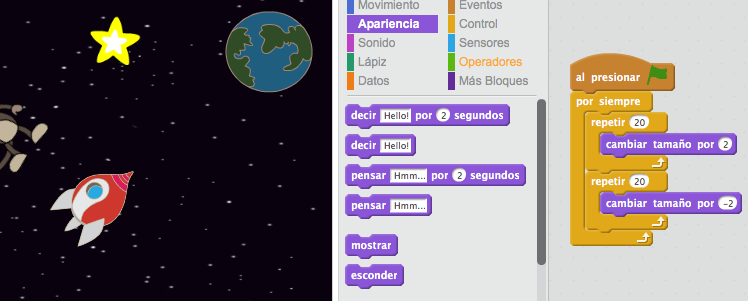 Movimiento
Eventos
Apariencia
Control
Sonido
Sensores
Lápiz
Operadores
Datos
Más Bloques
decir Hello! por 2 segundos
decir Hello!
pensar Hmm... por 2 segundos
pensar Hmm...
mostrar
esconder
al presionar
por siempre
repetir 20
cambiar tamaño por 2
repetir 20
cambiar tamaño por -2